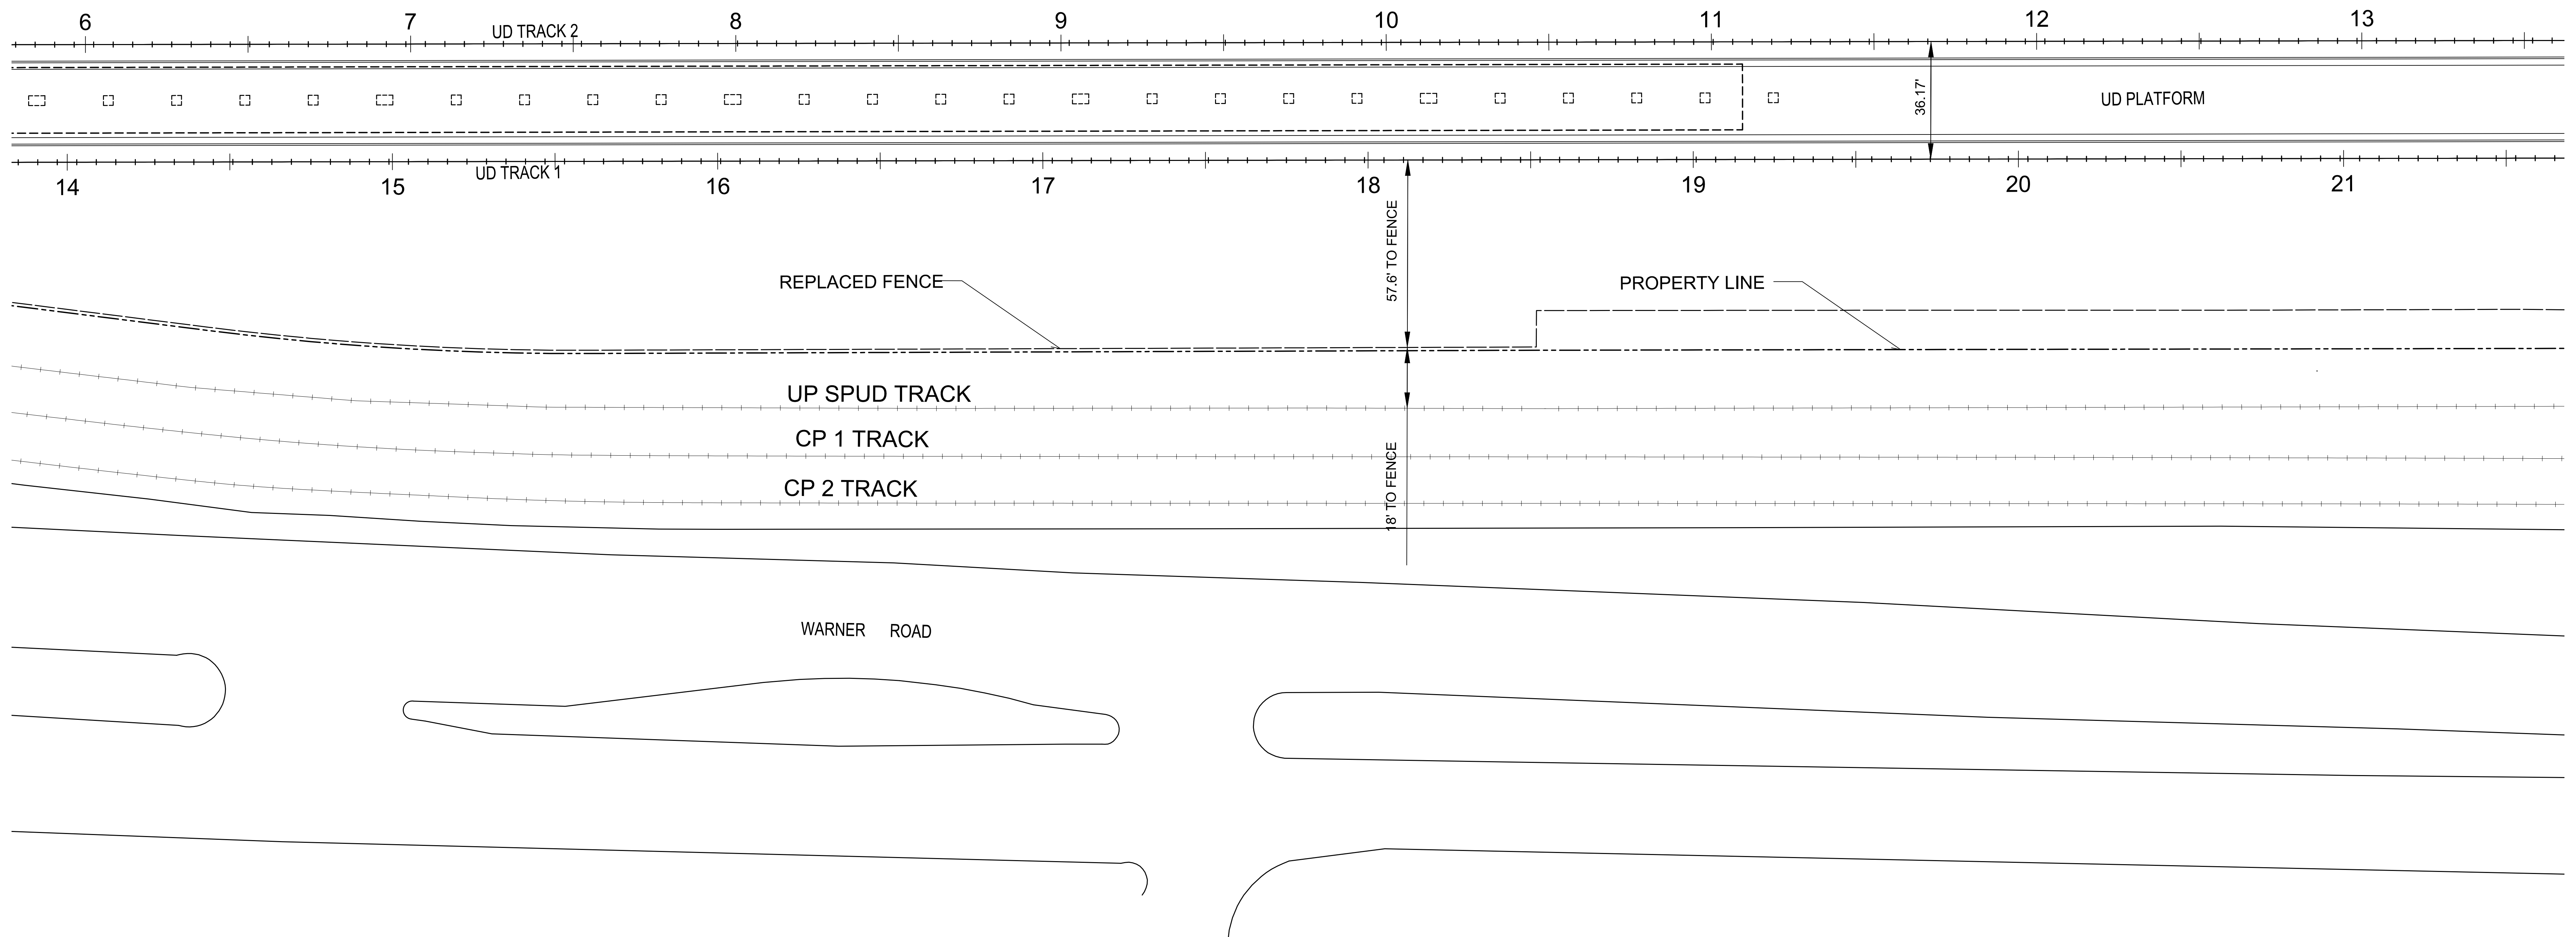 6 7 8 9 10 11 12 13
UD TRACK 2
36.17'
UD PLATFORM
UD TRACK 1
14 15 16 17 18 19 20 21
57.6' TO FENCE
REPLACED FENCE
PROPERTY LINE
UP SPUD TRACK
CP 1 TRACK
18' TO FENCE
CP 2 TRACK
WARNER ROAD